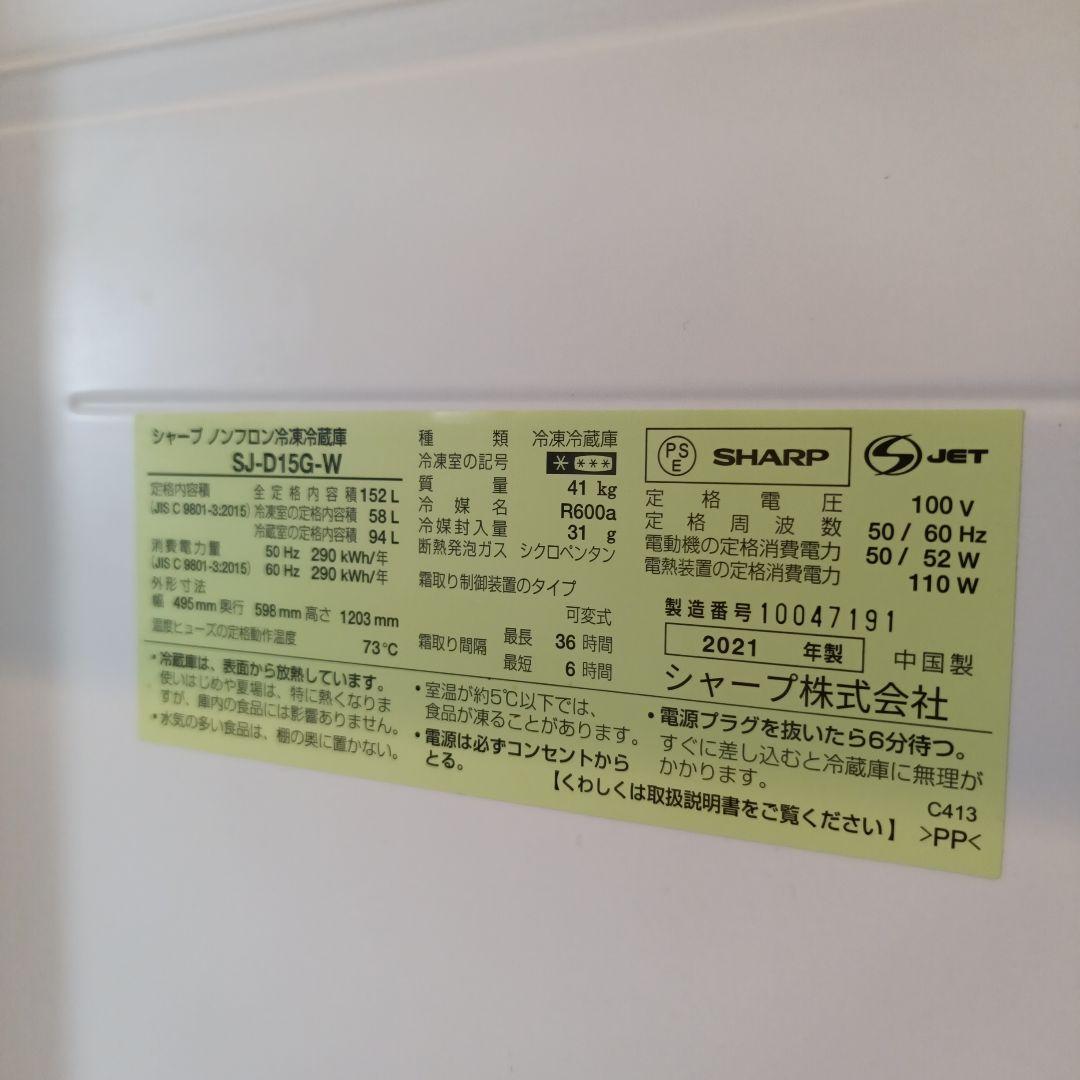 シャープ ノンフロン冷凍冷蔵庫
SJ-D15G-W
定格内容積 全定格内容積 152 L
(JIS C 9801-3:2015) 冷凍室の定格内容積 58 L
冷蔵室の定格内容積 94 L
消費電力量 50 Hz 290 kWh/年
(JIS C 9801-3:2015) 60 Hz 290 kWh/年
外形寸法
幅 495 mm 奥行 598 mm 高さ 1203 mm
温度ヒューズの定格動作温度 73℃
種類 冷凍冷蔵庫
冷凍室の記号 * ***
質量 41 kg
冷媒名 R600a
冷媒封入量 31 g
断熱発泡ガス シクロペンタン
霜取り制御装置のタイプ
可変式
霜取り間隔 最長 36 時間
最短 6 時間
PSE SHARP JET
定格電圧 100 V
定格周波数 50 / 60 Hz
電動機の定格消費電力 50 / 52 W
電熱装置の定格消費電力 110 W
製造番号 10047191
2021 年製 中国製
シャープ株式会社
・冷蔵庫は、表面から放熱しています。
使いはじめや夏場は、特に熱くなりま
すが、庫内の食品には影響ありません。
・水気の多い食品は、棚の奥に置かない。
・室温が約5℃以下では、
食品が凍ることがあります。
・電源は必ずコンセントから
とる。
・電源プラグを抜いたら6分待つ。
すぐに差し込むと冷蔵庫に無理が
かかります。
【くわしくは取扱説明書をご覧ください】
C413
>PP<